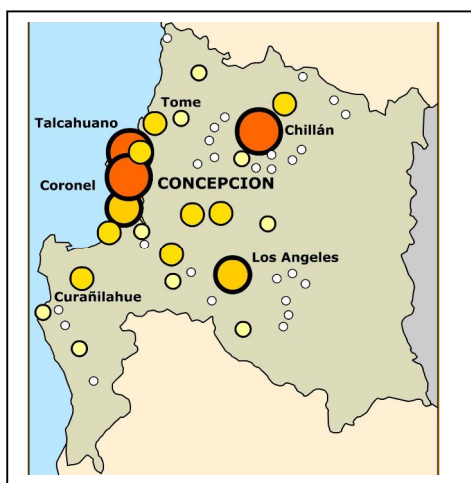 Tome
Talcahuano
Chillán
Coronel
CONCEPCION
Los Angeles
Curañilahue